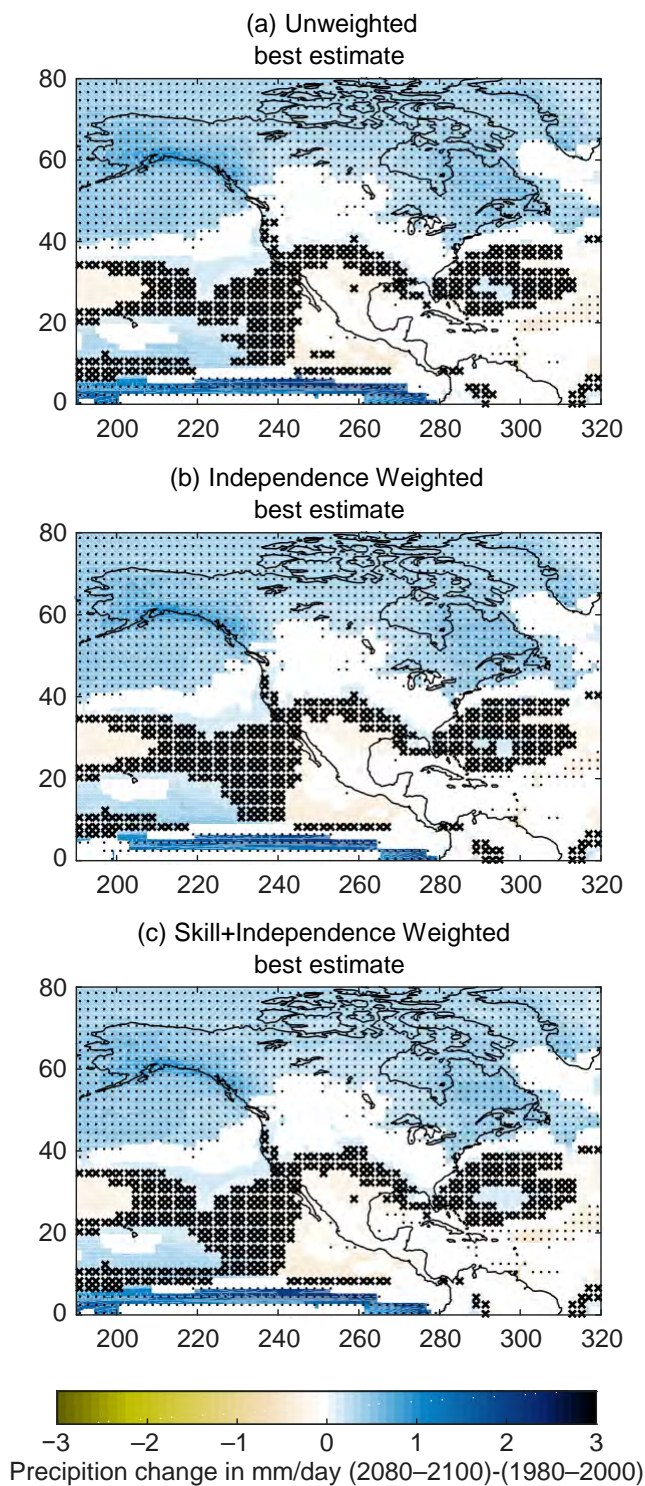 (a) Unweighted
best estimate
80
60
40
20
0
200 220 240 260 280 300 320
(b) Independence Weighted
best estimate
80
60
40
20
0
200 220 240 260 280 300 320
(c) Skill+Independence Weighted
best estimate
80
60
40
20
0
200 220 240 260 280 300 320
−3 −2 −1 0 1 2 3
Precipition change in mm/day (2080–2100)-(1980–2000)